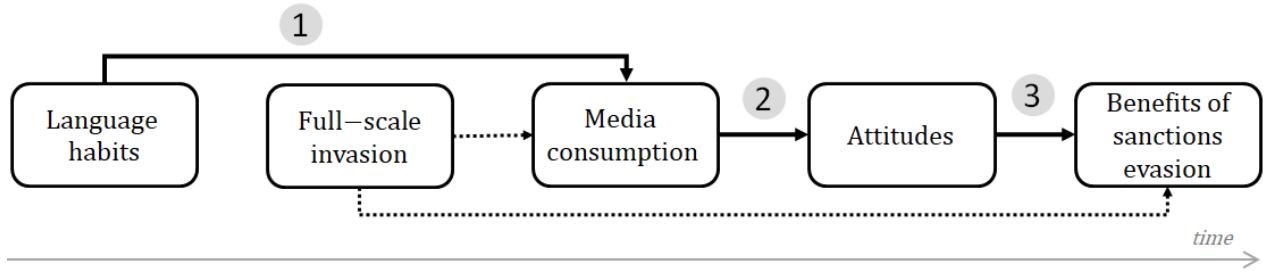 1
Language
habits
Full−scale
invasion
Media
consumption
2
Attitudes
3
Benefits of
sanctions
evasion
time